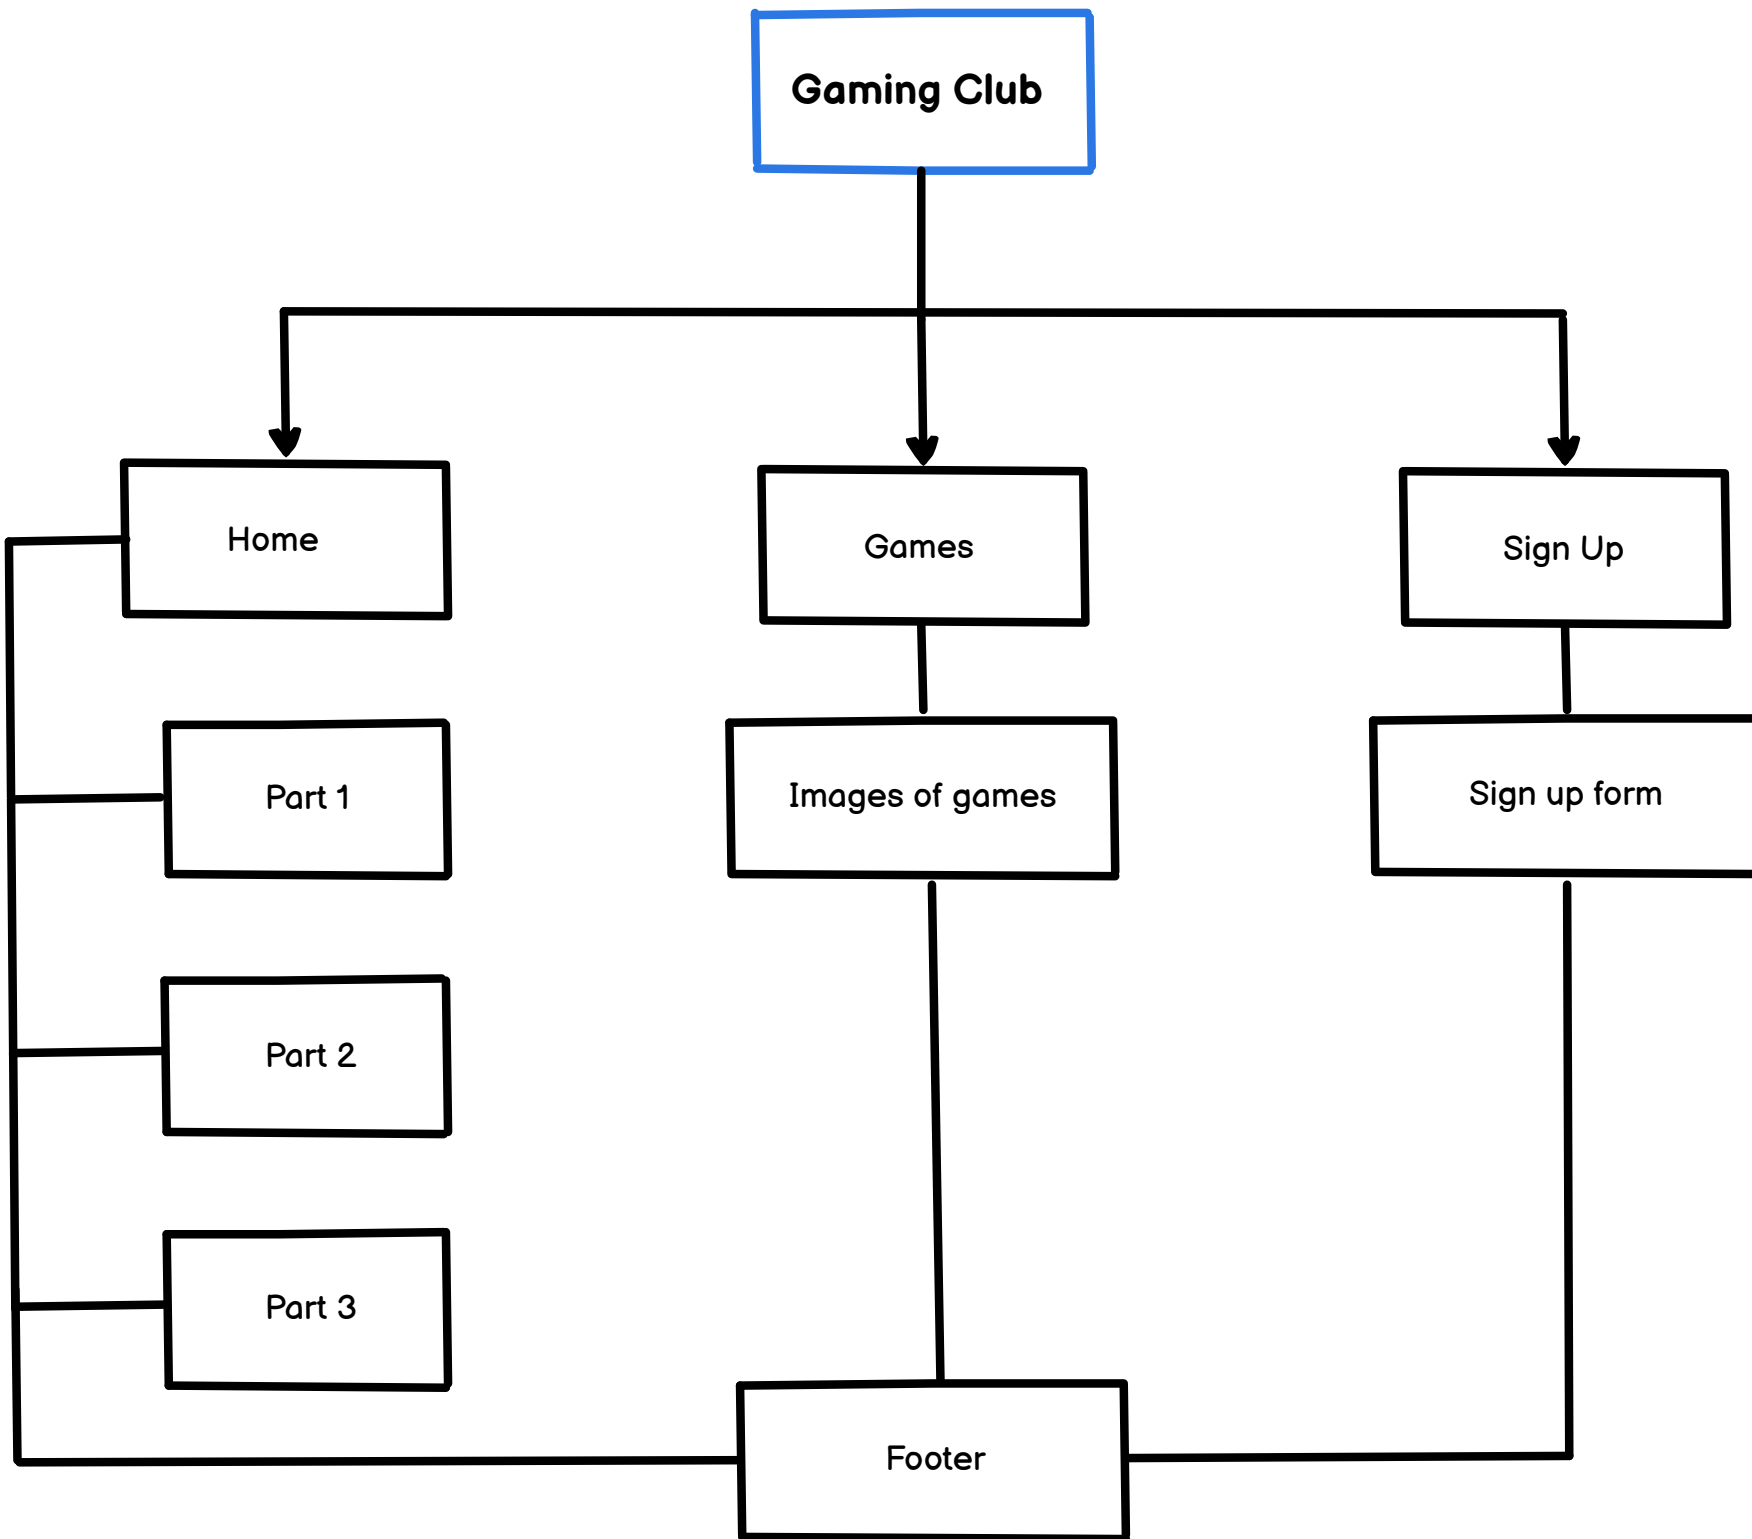 Gaming Club
Home
Games
Sign Up
Part 1
Images of games
Sign up form
Part 2
Part 3
Footer